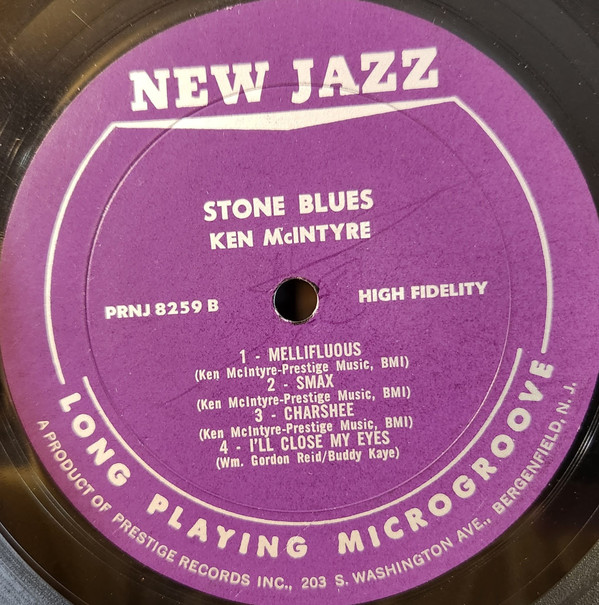 NEW JAZZ
STONE BLUES
KEN McINTYRE
PRNJ 8259 B
HIGH FIDELITY
1 - MELLIFLUOUS
(Ken McIntyre-Prestige Music, BMI)
2 - SMAX
(Ken McIntyre-Prestige Music, BMI)
3 - CHARSHEE
(Ken McIntyre-Prestige Music, BMI)
4 - I'LL CLOSE MY EYES
(Wm. Gordon Reid/Buddy Kaye)
LONG PLAYING MICROGROOVE
A PRODUCT OF PRESTIGE RECORDS INC., 203 S. WASHINGTON AVE., BERGENFIELD, N. J.